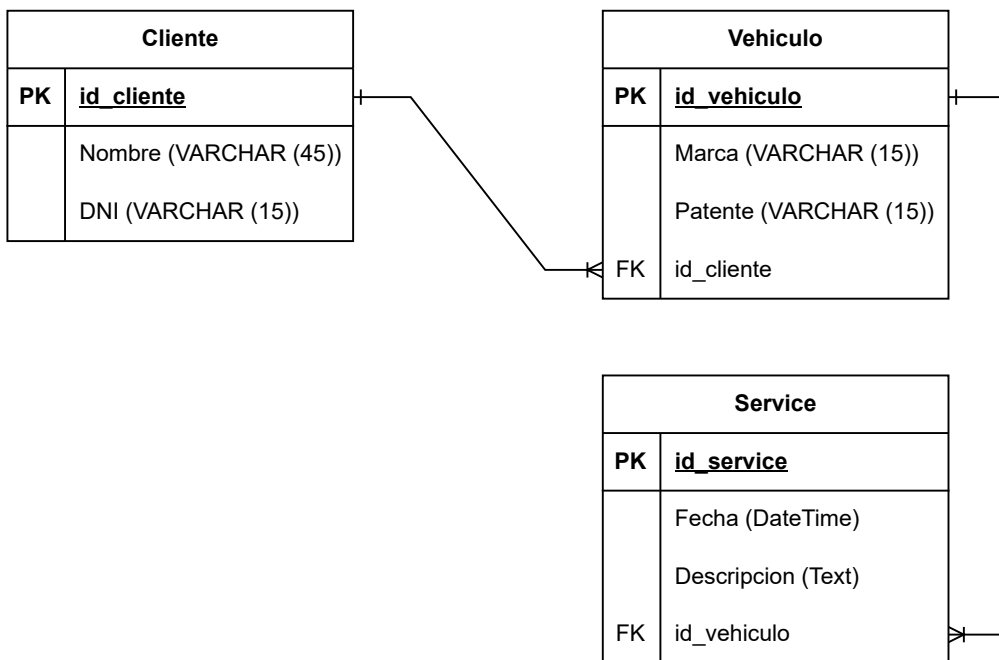 Cliente
PK id_cliente
Nombre (VARCHAR (45))
DNI (VARCHAR (15))
Vehiculo
PK id_vehiculo
Marca (VARCHAR (15))
Patente (VARCHAR (15))
FK id_cliente
Service
PK id_service
Fecha (DateTime)
Descripcion (Text)
FK id_vehiculo